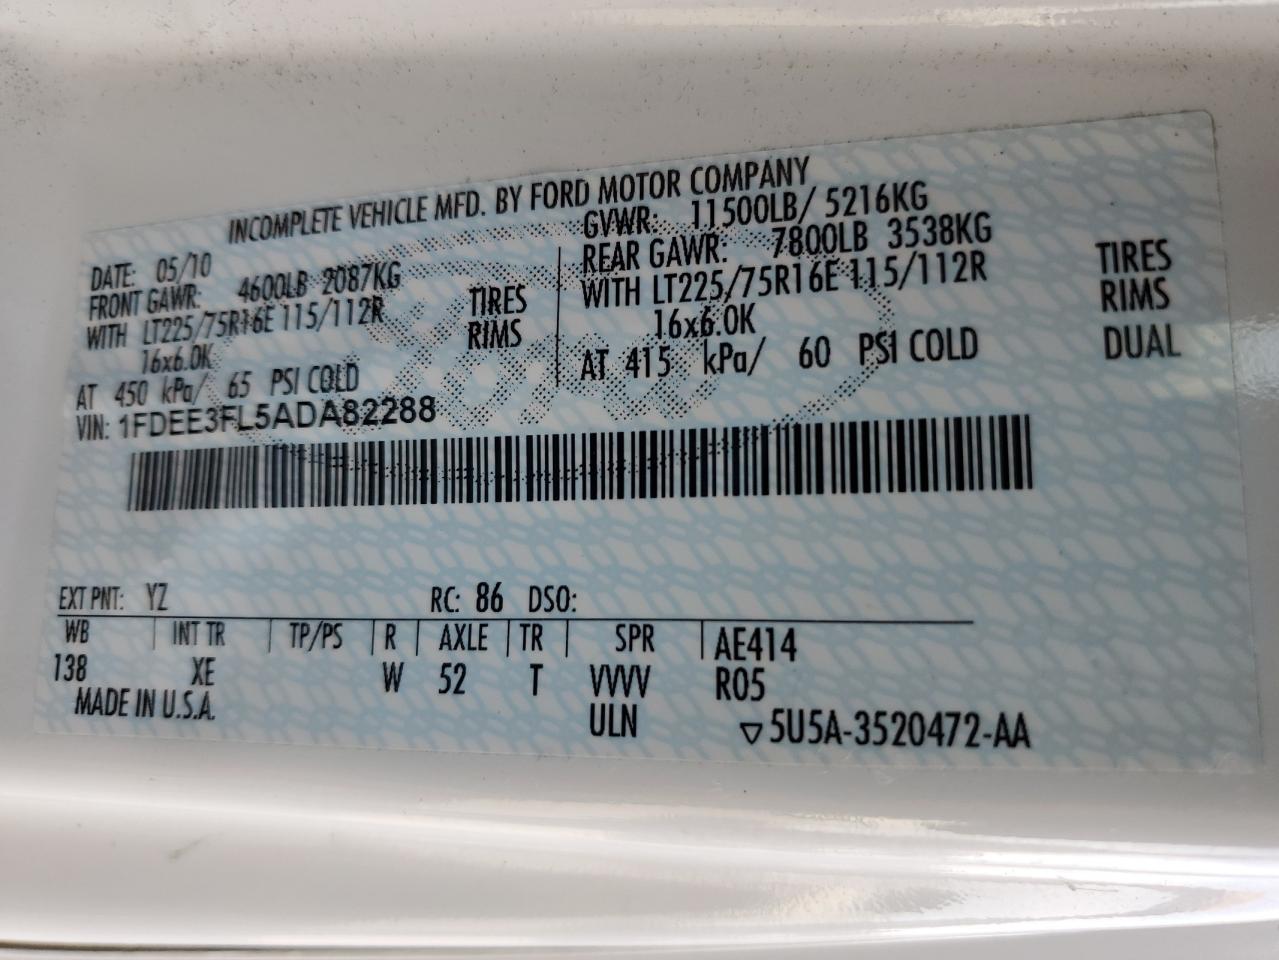 INCOMPLETE VEHICLE MFD. BY FORD MOTOR COMPANY
DATE: 05/10 GVWR: 11500LB/ 5216KG
FRONT GAWR: 4600LB 2087KG REAR GAWR: 7800LB 3538KG
WITH LT225/75R16E 115/112R TIRES WITH LT225/75R16E 115/112R TIRES
16x6.0K RIMS 16x6.0K RIMS
AT 450 kPa/ 65 PSI COLD AT 415 kPa/ 60 PSI COLD DUAL
VIN: 1FDEE3FL5ADA82288
EXT PNT: YZ RC: 86 DSO:
WB INT TR TP/PS R AXLE TR SPR AE414
138 XE W 52 T VVVV R05
MADE IN U.S.A. ULN ▽5U5A-3520472-AA